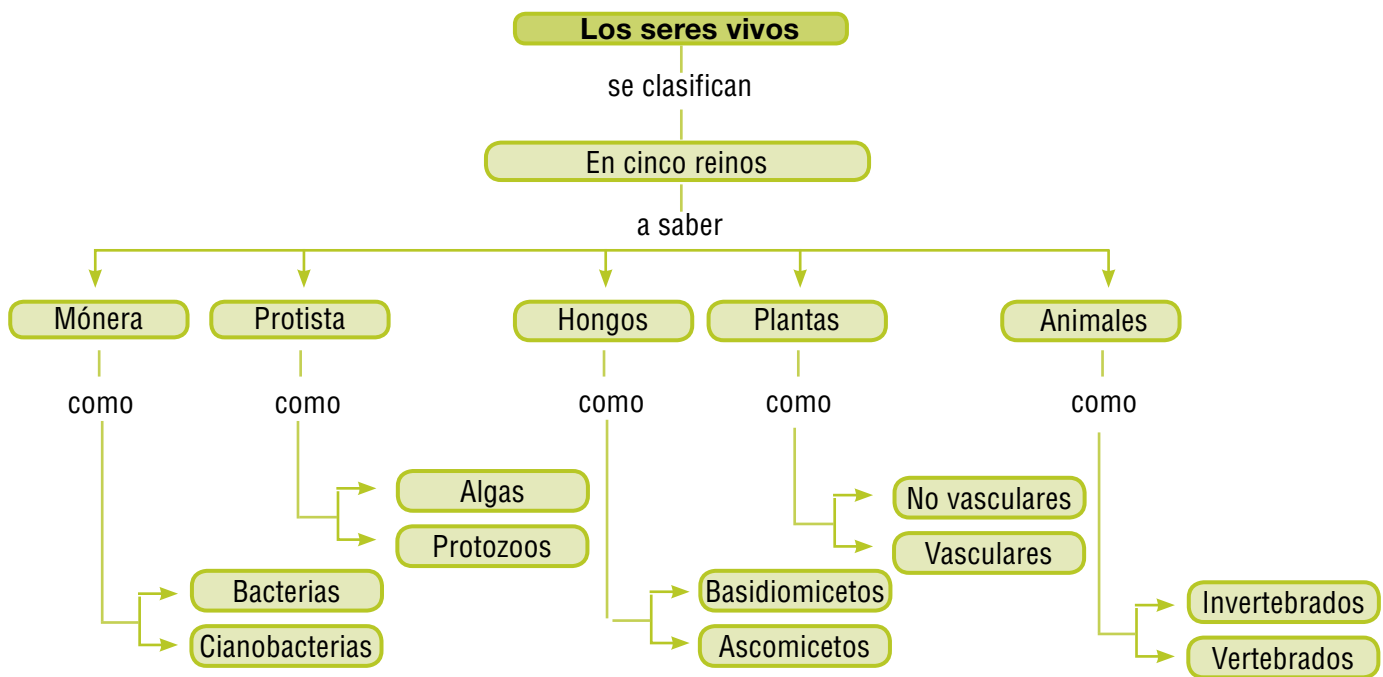 Los seres vivos
se clasifican
En cinco reinos
a saber
Mónera
Protista
Hongos
Plantas
Animales
como
como
como
como
como
Algas
Protozoos
No vasculares
Vasculares
Bacterias
Cianobacterias
Basidiomicetos
Ascomicetos
Invertebrados
Vertebrados